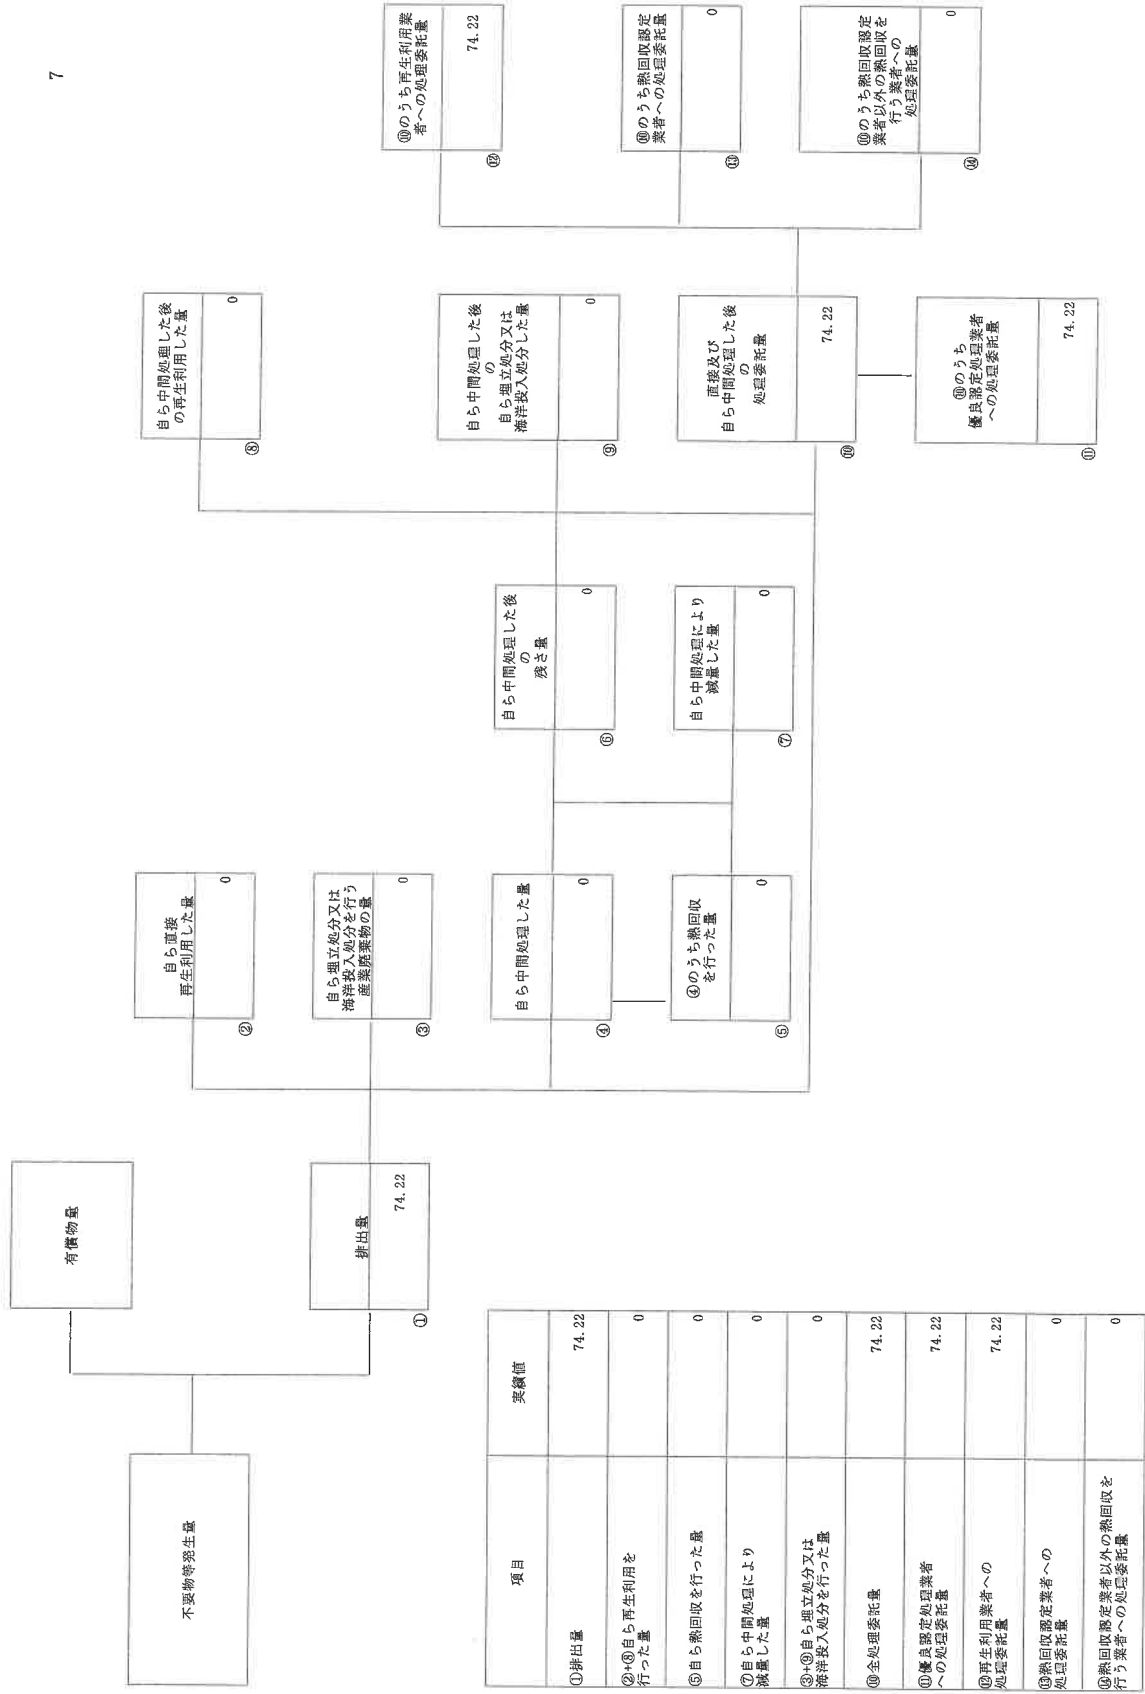 7
不要物等発生量
有償物量
排出量
74.22
①
自ら直接
再生利用した量
0
②
自ら埋立処分又は
海洋投入処分を行う
産業廃棄物の量
0
③
自ら中間処理した量
0
④
④のうち熱回収
を行った量
0
⑤
自ら中間処理した後
の
残さ量
0
⑥
自ら中間処理により
減量した量
0
⑦
自ら中間処理した後
の再生利用した量
0
⑧
自ら中間処理した後
の
自ら埋立処分又は
海洋投入処分した量
0
⑨
直接及び
自ら中間処理した後
の
処理委託量
74.22
⑩
⑩のうち
優良認定処理業者
への処理委託量
74.22
⑪
⑩のうち再生利用業
者への処理委託量
74.22
⑫
⑩のうち熱回収認定
業者への処理委託量
0
⑬
⑩のうち熱回収認定
業者以外の熱回収を
行う業者への
処理委託量
0
⑭
項目
実績値
①排出量
74.22
②+⑧自ら再生利用を
行った量
0
⑤自ら熱回収を行った量
0
⑦自ら中間処理により
減量した量
0
③+⑨自ら埋立処分又は
海洋投入処分を行った量
0
⑩全処理委託量
74.22
⑪優良認定処理業者
への処理委託量
74.22
⑫再生利用業者への
処理委託量
74.22
⑬熱回収認定業者への
処理委託量
0
⑭熱回収認定業者以外の熱回収を
行う業者への処理委託量
0